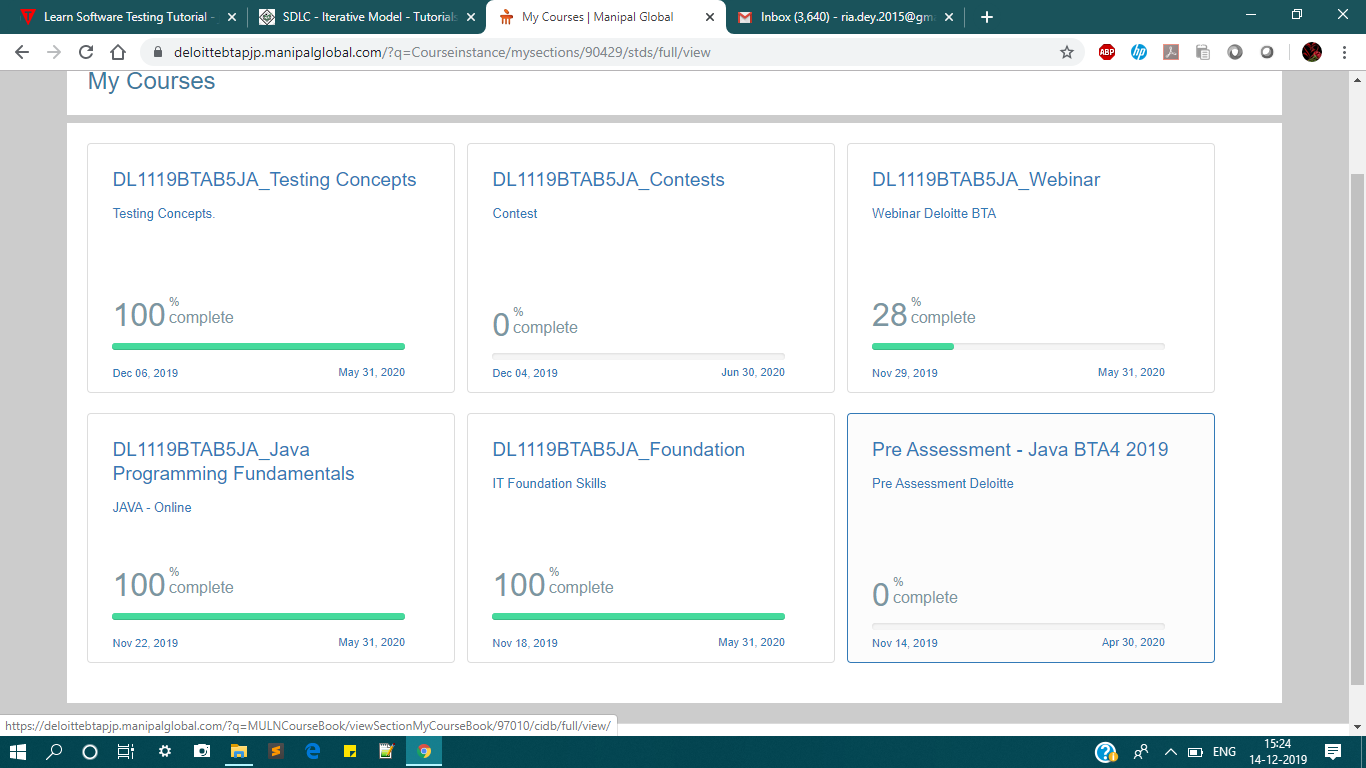 Learn Software Testing Tutorial -
SDLC - Iterative Model - Tutorials
My Courses | Manipal Global
Inbox (3,640) - ria.dey.2015@gm
deloittebtapjp.manipalglobal.com/?q=Courseinstance/mysections/90429/stds/full/view
ABP
hp
My Courses
DL1119BTAB5JA_Testing Concepts
Testing Concepts.
100 % complete
Dec 06, 2019
May 31, 2020
DL1119BTAB5JA_Contests
Contest
0 % complete
Dec 04, 2019
Jun 30, 2020
DL1119BTAB5JA_Webinar
Webinar Deloitte BTA
28 % complete
Nov 29, 2019
May 31, 2020
DL1119BTAB5JA_Java
Programming Fundamentals
JAVA - Online
100 % complete
Nov 22, 2019
May 31, 2020
DL1119BTAB5JA_Foundation
IT Foundation Skills
100 % complete
Nov 18, 2019
May 31, 2020
Pre Assessment - Java BTA4 2019
Pre Assessment Deloitte
0 % complete
Nov 14, 2019
Apr 30, 2020
https://deloittebtapjp.manipalglobal.com/?q=MULNCourseBook/viewSectionMyCourseBook/97010/cidb/full/view/
ENG
15:24
14-12-2019